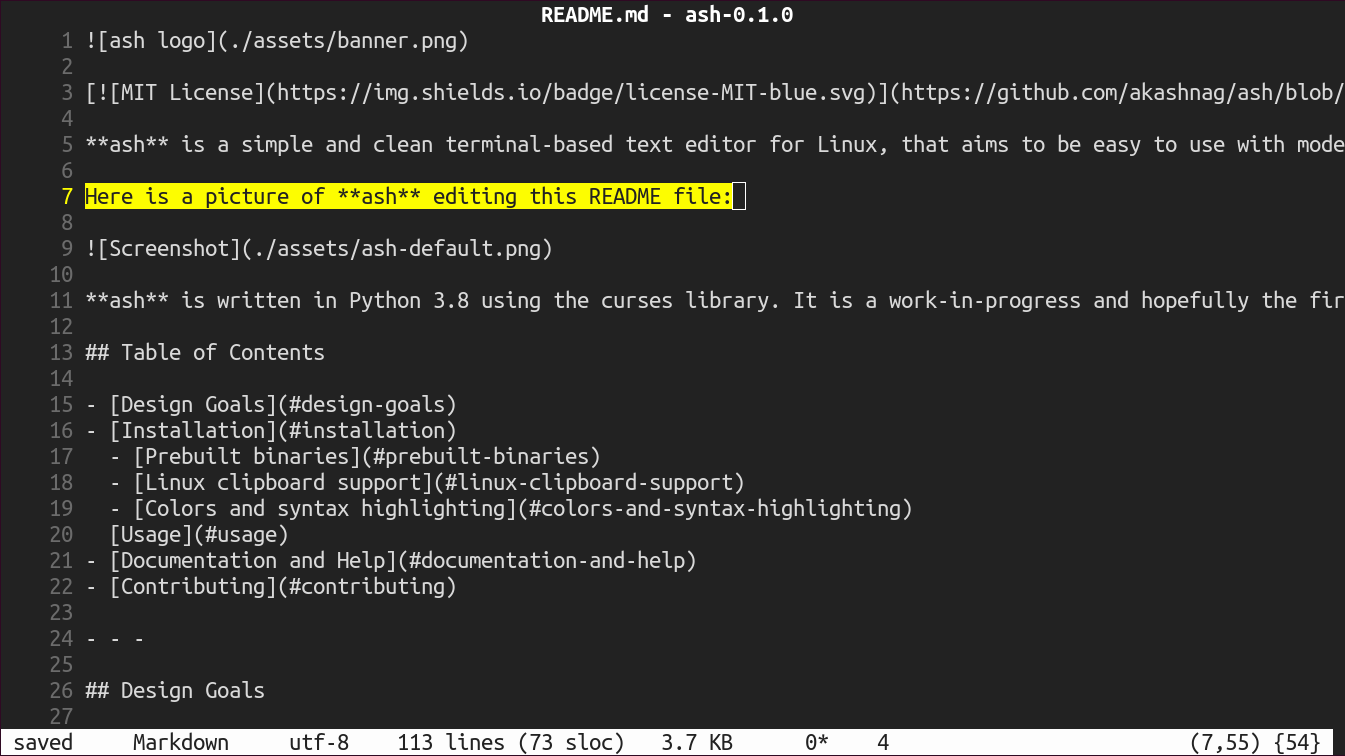 README.md - ash-0.1.0
1 ![ash logo](./assets/banner.png)
2
3 [![MIT License](https://img.shields.io/badge/license-MIT-blue.svg)](https://github.com/akashnag/ash/blob/
4
5 **ash** is a simple and clean terminal-based text editor for Linux, that aims to be easy to use with mode
6
7 Here is a picture of **ash** editing this README file:
8
9 ![Screenshot](./assets/ash-default.png)
10
11 **ash** is written in Python 3.8 using the curses library. It is a work-in-progress and hopefully the fir
12
13 ## Table of Contents
14
15 - [Design Goals](#design-goals)
16 - [Installation](#installation)
17   - [Prebuilt binaries](#prebuilt-binaries)
18   - [Linux clipboard support](#linux-clipboard-support)
19   - [Colors and syntax highlighting](#colors-and-syntax-highlighting)
20   [Usage](#usage)
21 - [Documentation and Help](#documentation-and-help)
22 - [Contributing](#contributing)
23
24 - - -
25
26 ## Design Goals
27
saved Markdown utf-8 113 lines (73 sloc) 3.7 KB 0* 4 (7,55) {54}